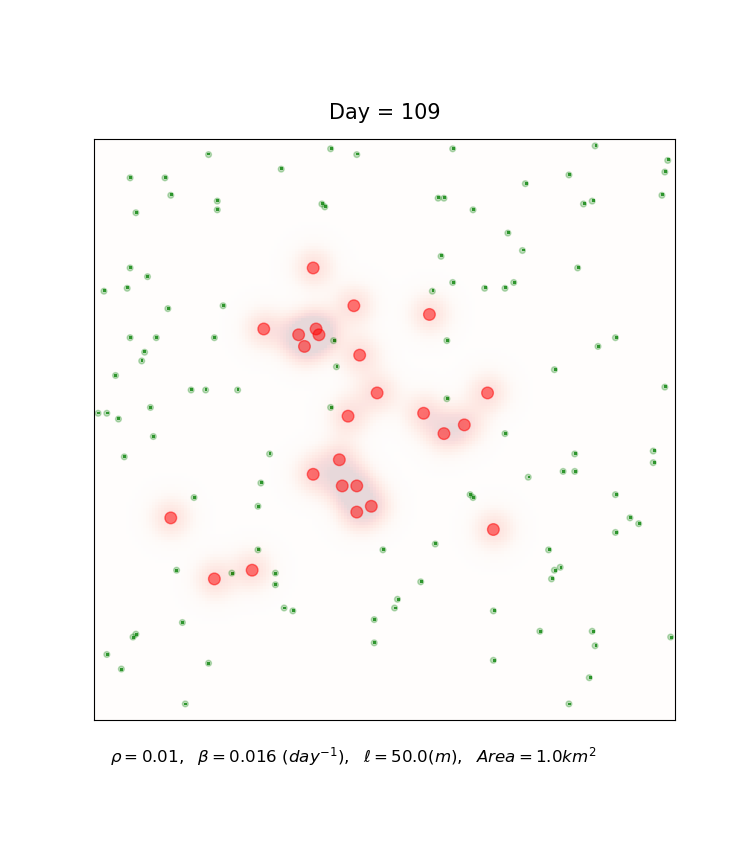 Day = 109
ρ = 0.01, β = 0.016 (day⁻¹), ℓ = 50.0(m), Area = 1.0km²